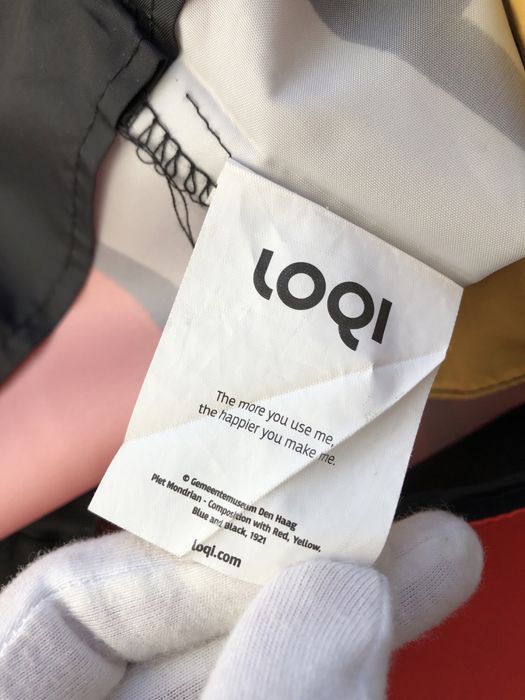 LOQI
The more you use me,
the happier you make me.
© Gemeentemuseum Den Haag
Piet Mondrian - Composition with Red, Yellow,
Blue and Black, 1921
loqi.com